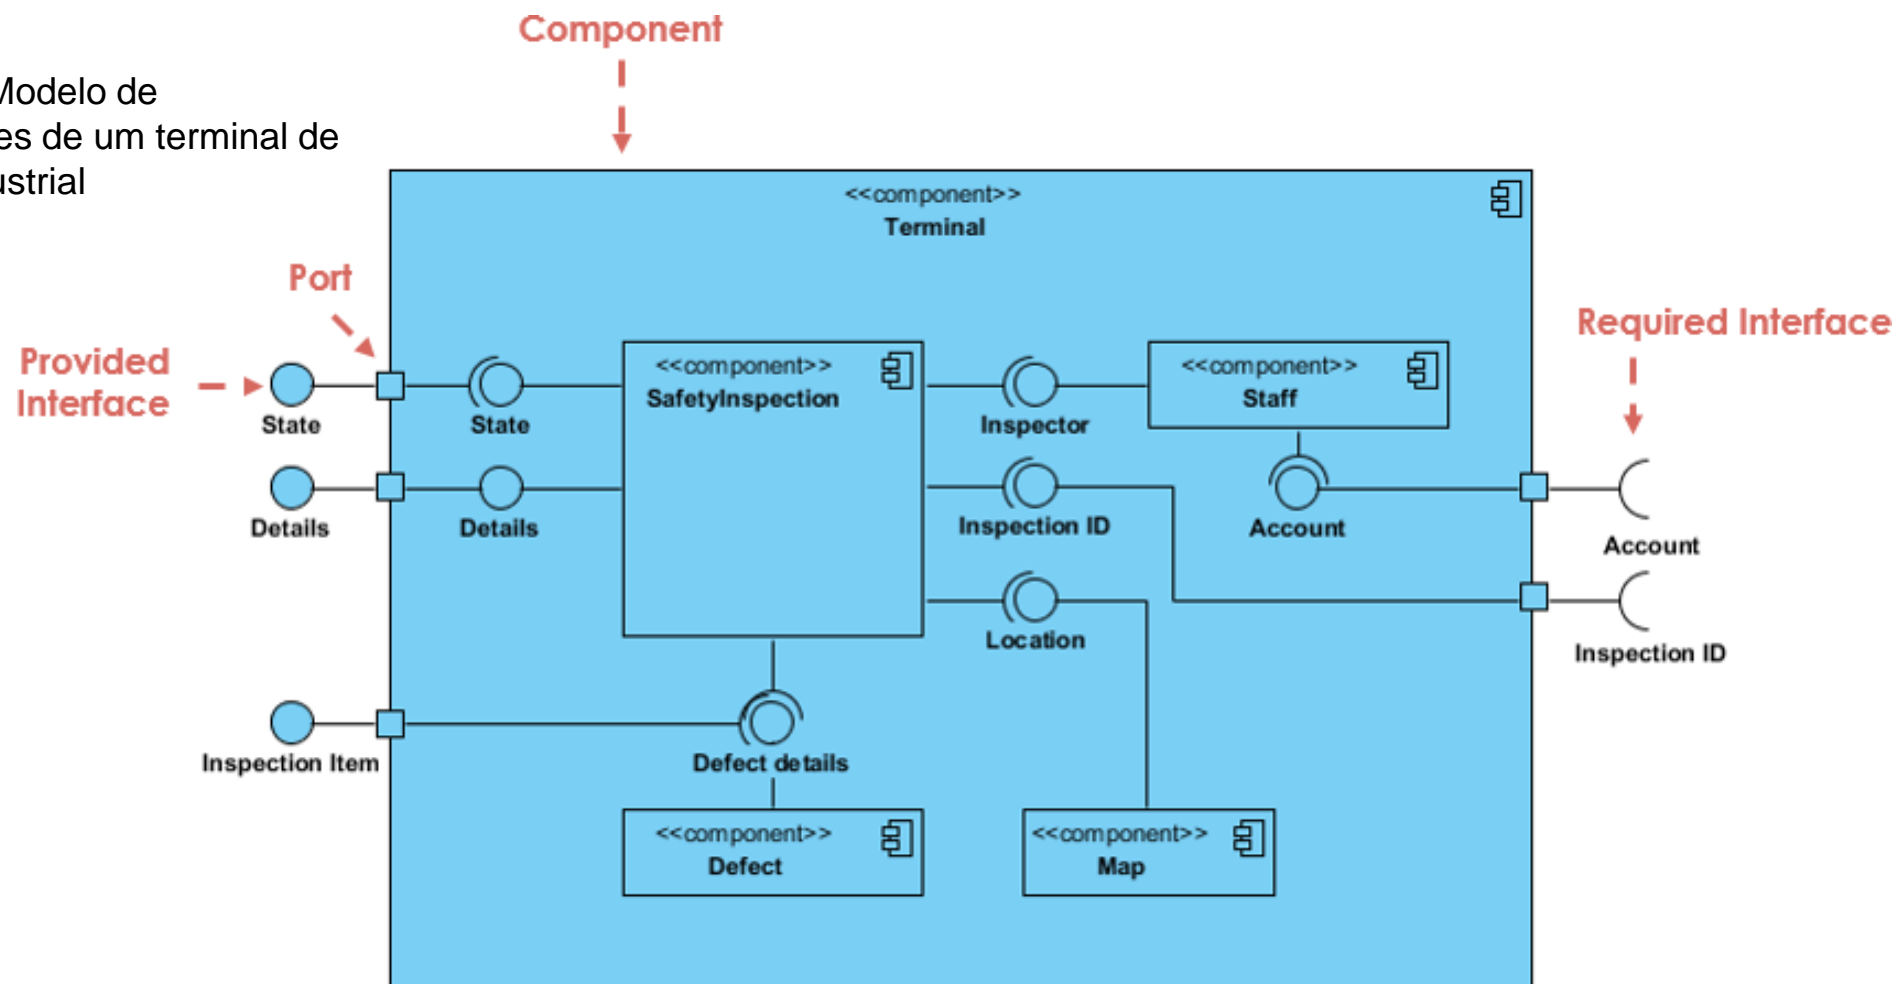 Component
Modelo de
es de um terminal de
ustrial
<<component>>
Terminal
Port
Provided
Interface
Required Interface
<<component>>
SafetyInspection
<<component>>
Staff
State
State
Inspector
Details
Details
Inspection ID
Account
Account
Location
Inspection ID
Inspection Item
Defect details
<<component>>
Defect
<<component>>
Map